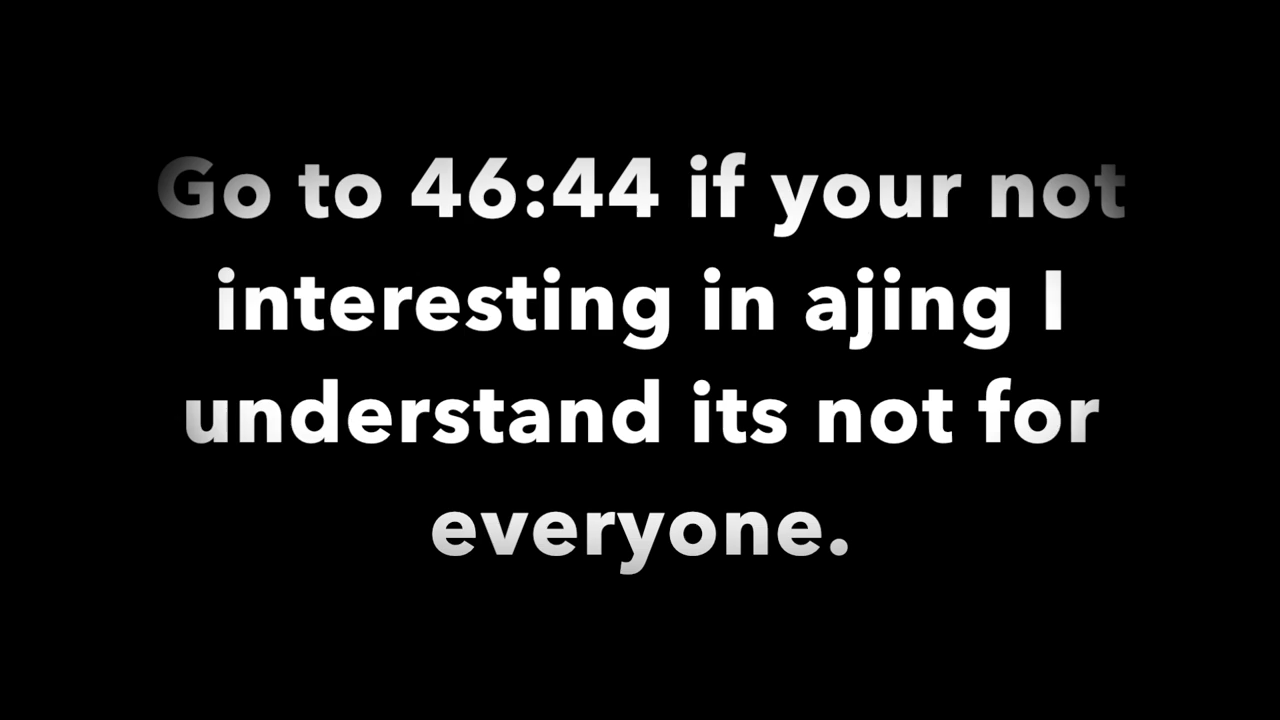 Go to 46:44 if your not
interesting in ajing I
understand its not for
everyone.